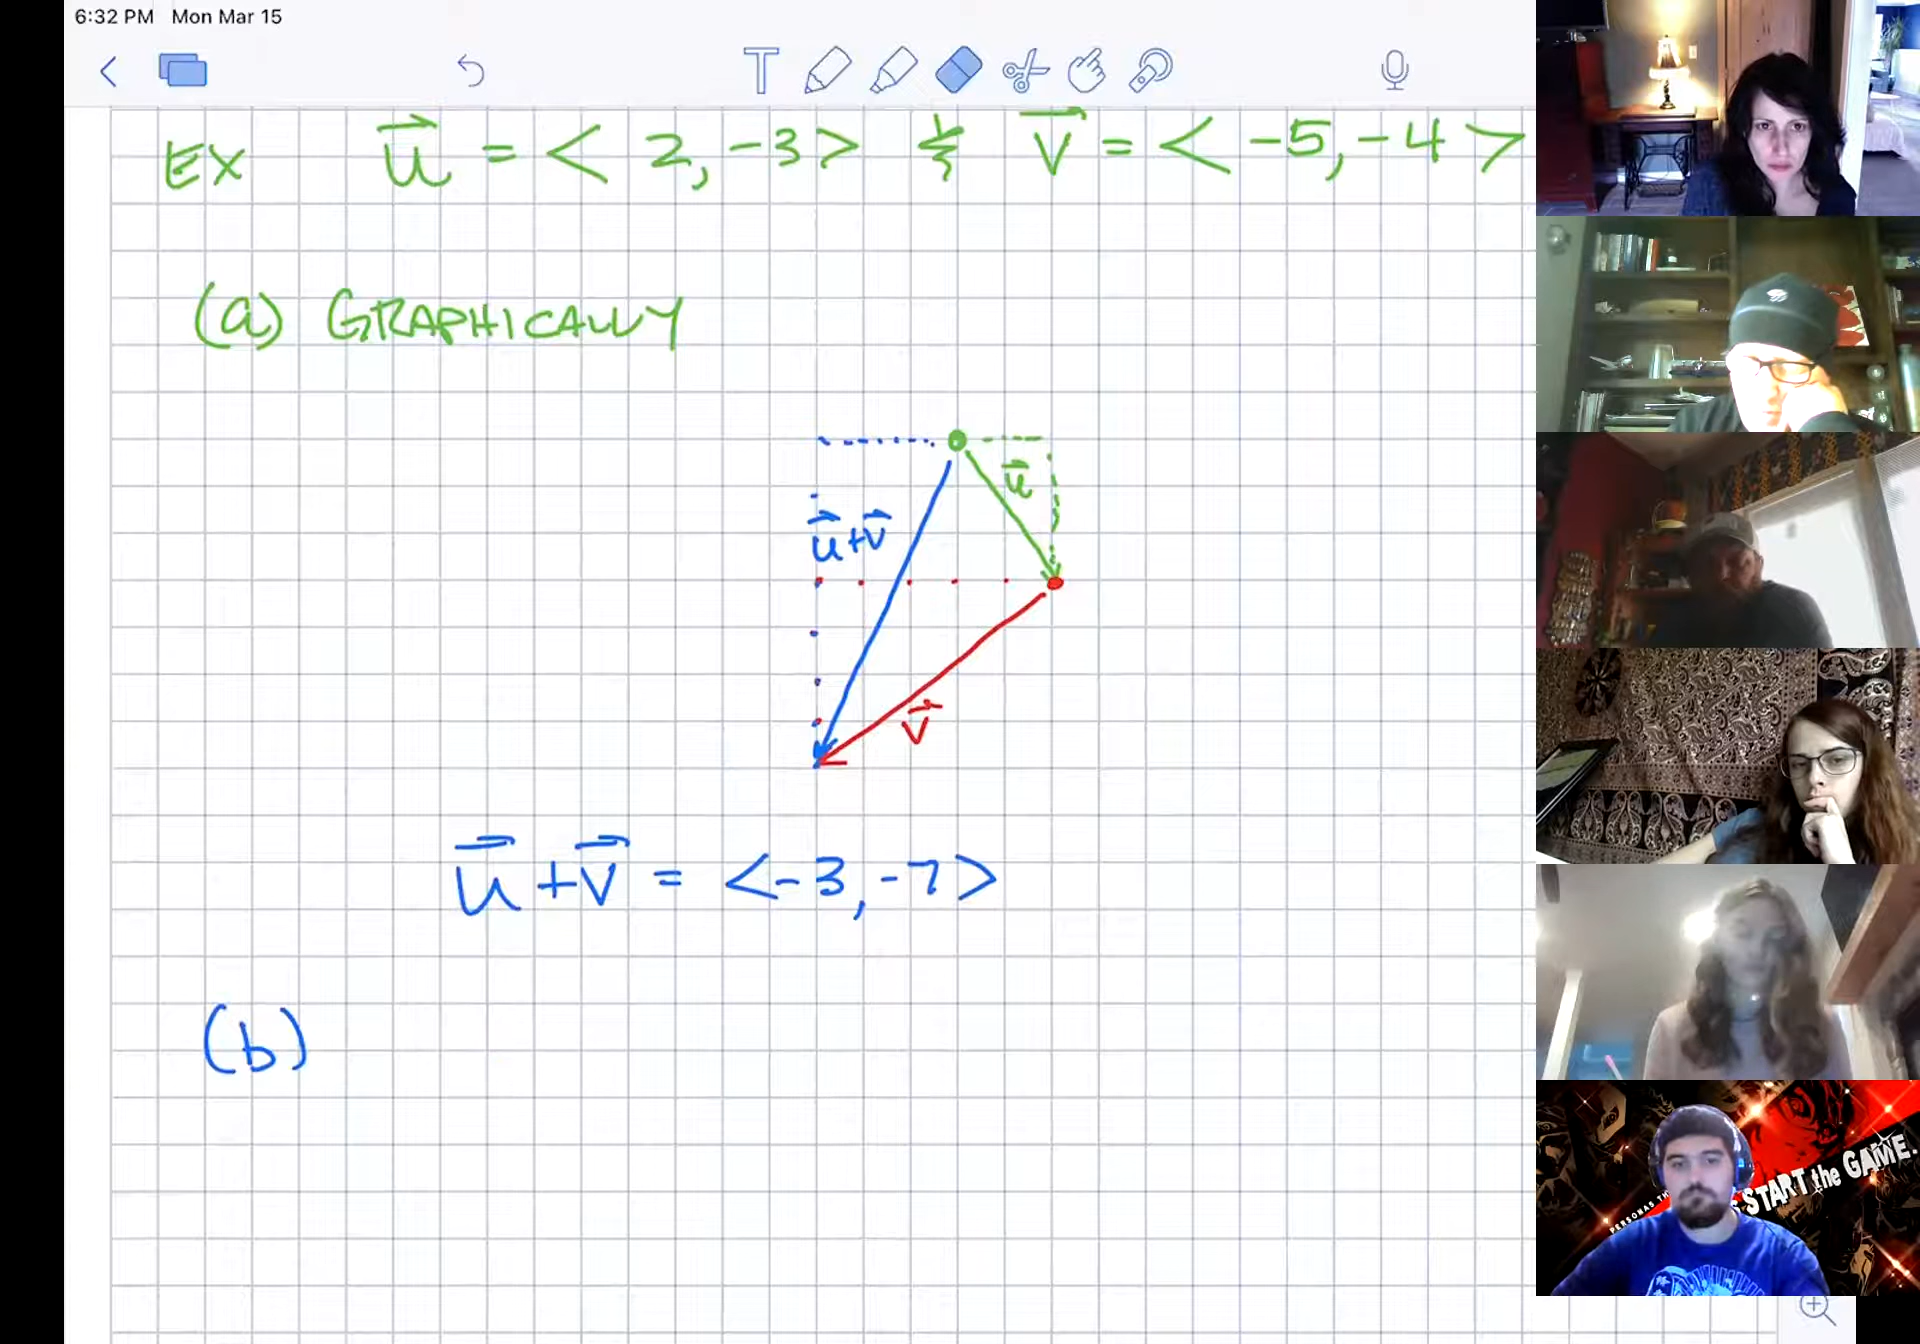 6:32 PM Mon Mar 15
T
EX u⃗ = < 2, -3 > & v⃗ = < -5, -4 >
(a) GRAPHICALLY
u⃗
u⃗ + v⃗
v⃗
u⃗ + v⃗ = < -3, -7 >
(b)
START the GAME.